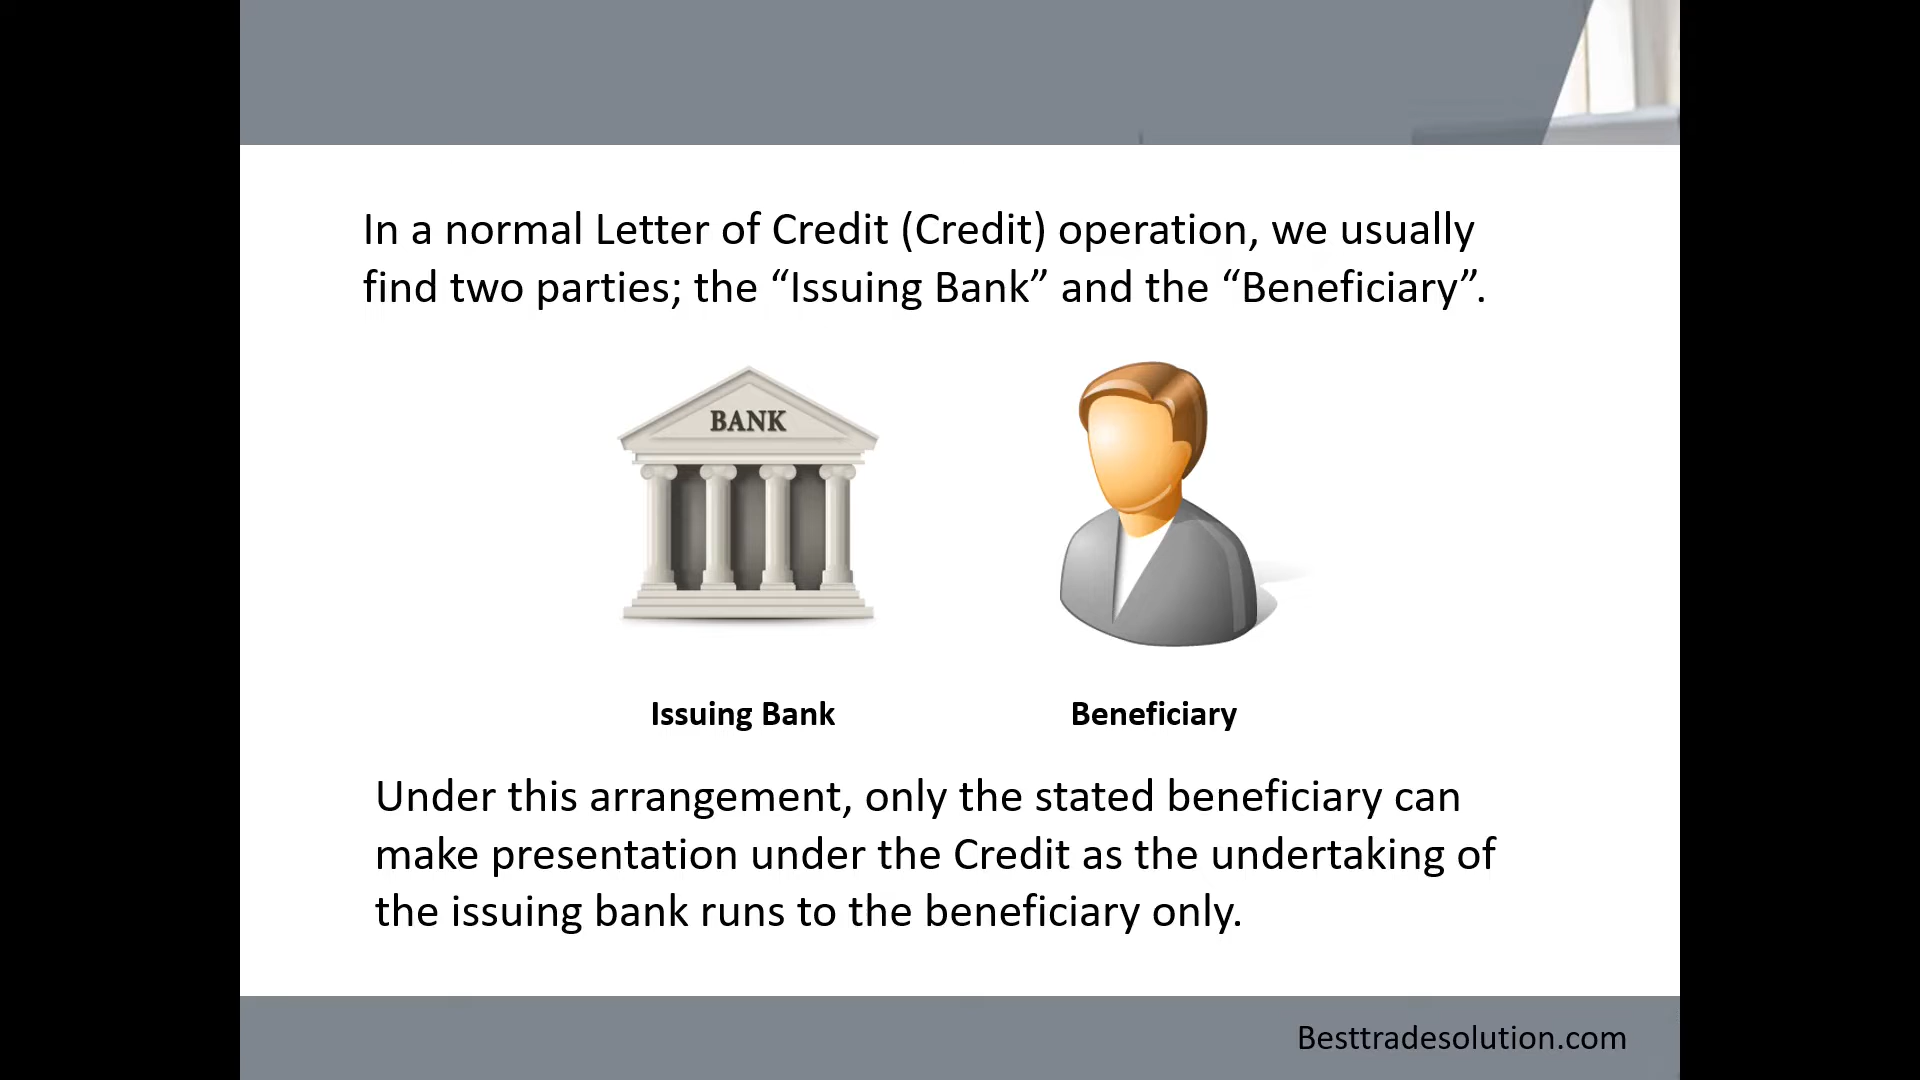 In a normal Letter of Credit (Credit) operation, we usually
find two parties; the “Issuing Bank” and the “Beneficiary”.
BANK
Issuing Bank
Beneficiary
Under this arrangement, only the stated beneficiary can
make presentation under the Credit as the undertaking of
the issuing bank runs to the beneficiary only.
Besttradesolution.com